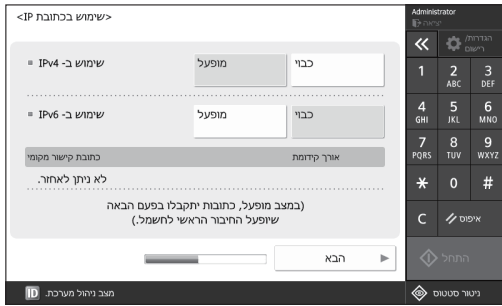 <שימוש בכתובת IP>
שימוש ב- IPv4
מופעל
כבוי
שימוש ב- IPv6
מופעל
כבוי
כתובת קישור מקומי
אורך קידומת
לא ניתן לאחזר.
(במצב מופעל, כתובות יתקבלו בפעם הבאה
שיופעל החיבור הראשי לחשמל.)
הבא
ID מצב ניהול מערכת.
Administrator
יציאה
הגדרות/
רישום
1 2 3
ABC DEF
4 5 6
GHI JKL MNO
7 8 9
PQRS TUV WXYZ
* 0 #
C איפוס
התחל
ניטור סטטוס